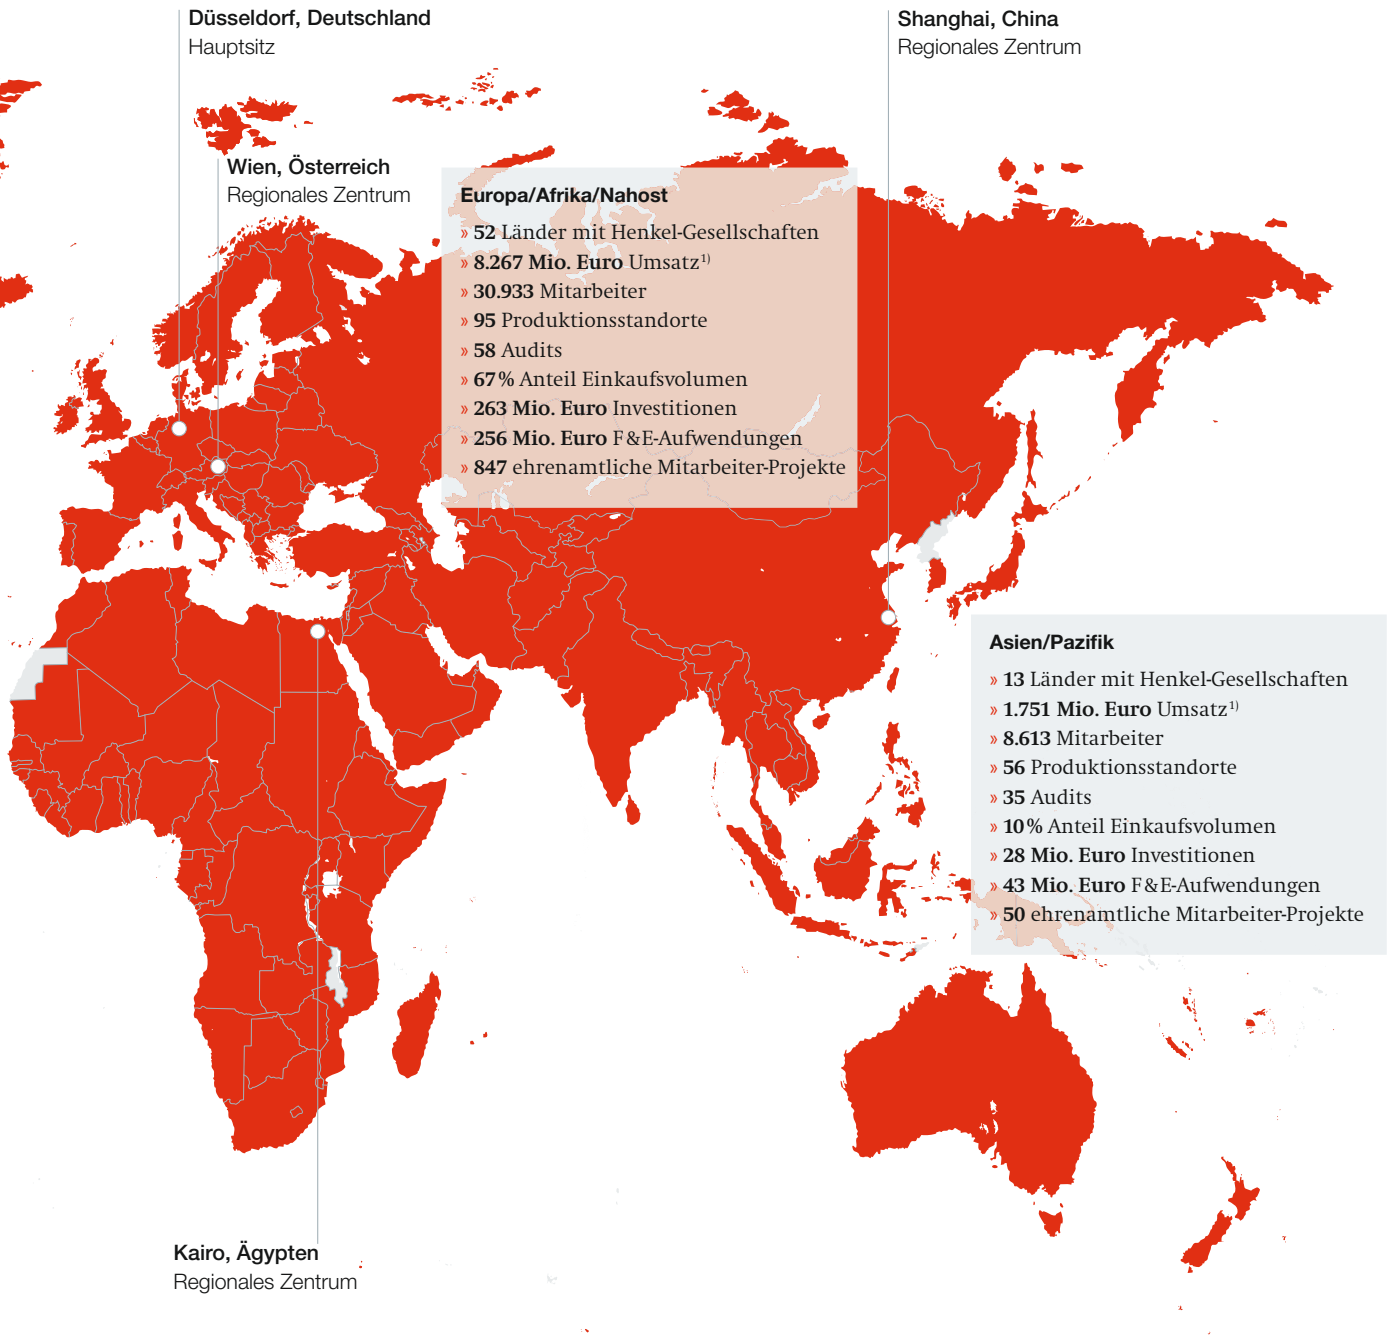 Düsseldorf, Deutschland
Hauptsitz
Shanghai, China
Regionales Zentrum
Wien, Österreich
Regionales Zentrum
Europa/Afrika/Nahost
» 52 Länder mit Henkel-Gesellschaften
» 8.267 Mio. Euro Umsatz¹⁾
» 30.933 Mitarbeiter
» 95 Produktionsstandorte
» 58 Audits
» 67 % Anteil Einkaufsvolumen
» 263 Mio. Euro Investitionen
» 256 Mio. Euro F & E-Aufwendungen
» 847 ehrenamtliche Mitarbeiter-Projekte
Asien/Pazifik
» 13 Länder mit Henkel-Gesellschaften
» 1.751 Mio. Euro Umsatz¹⁾
» 8.613 Mitarbeiter
» 56 Produktionsstandorte
» 35 Audits
» 10 % Anteil Einkaufsvolumen
» 28 Mio. Euro Investitionen
» 43 Mio. Euro F & E-Aufwendungen
» 50 ehrenamtliche Mitarbeiter-Projekte
Kairo, Ägypten
Regionales Zentrum